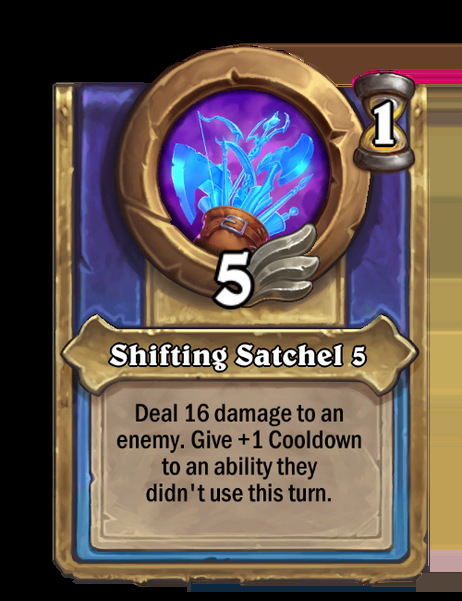 1
5
Shifting Satchel 5
Deal 16 damage to an
enemy. Give +1 Cooldown
to an ability they
didn't use this turn.